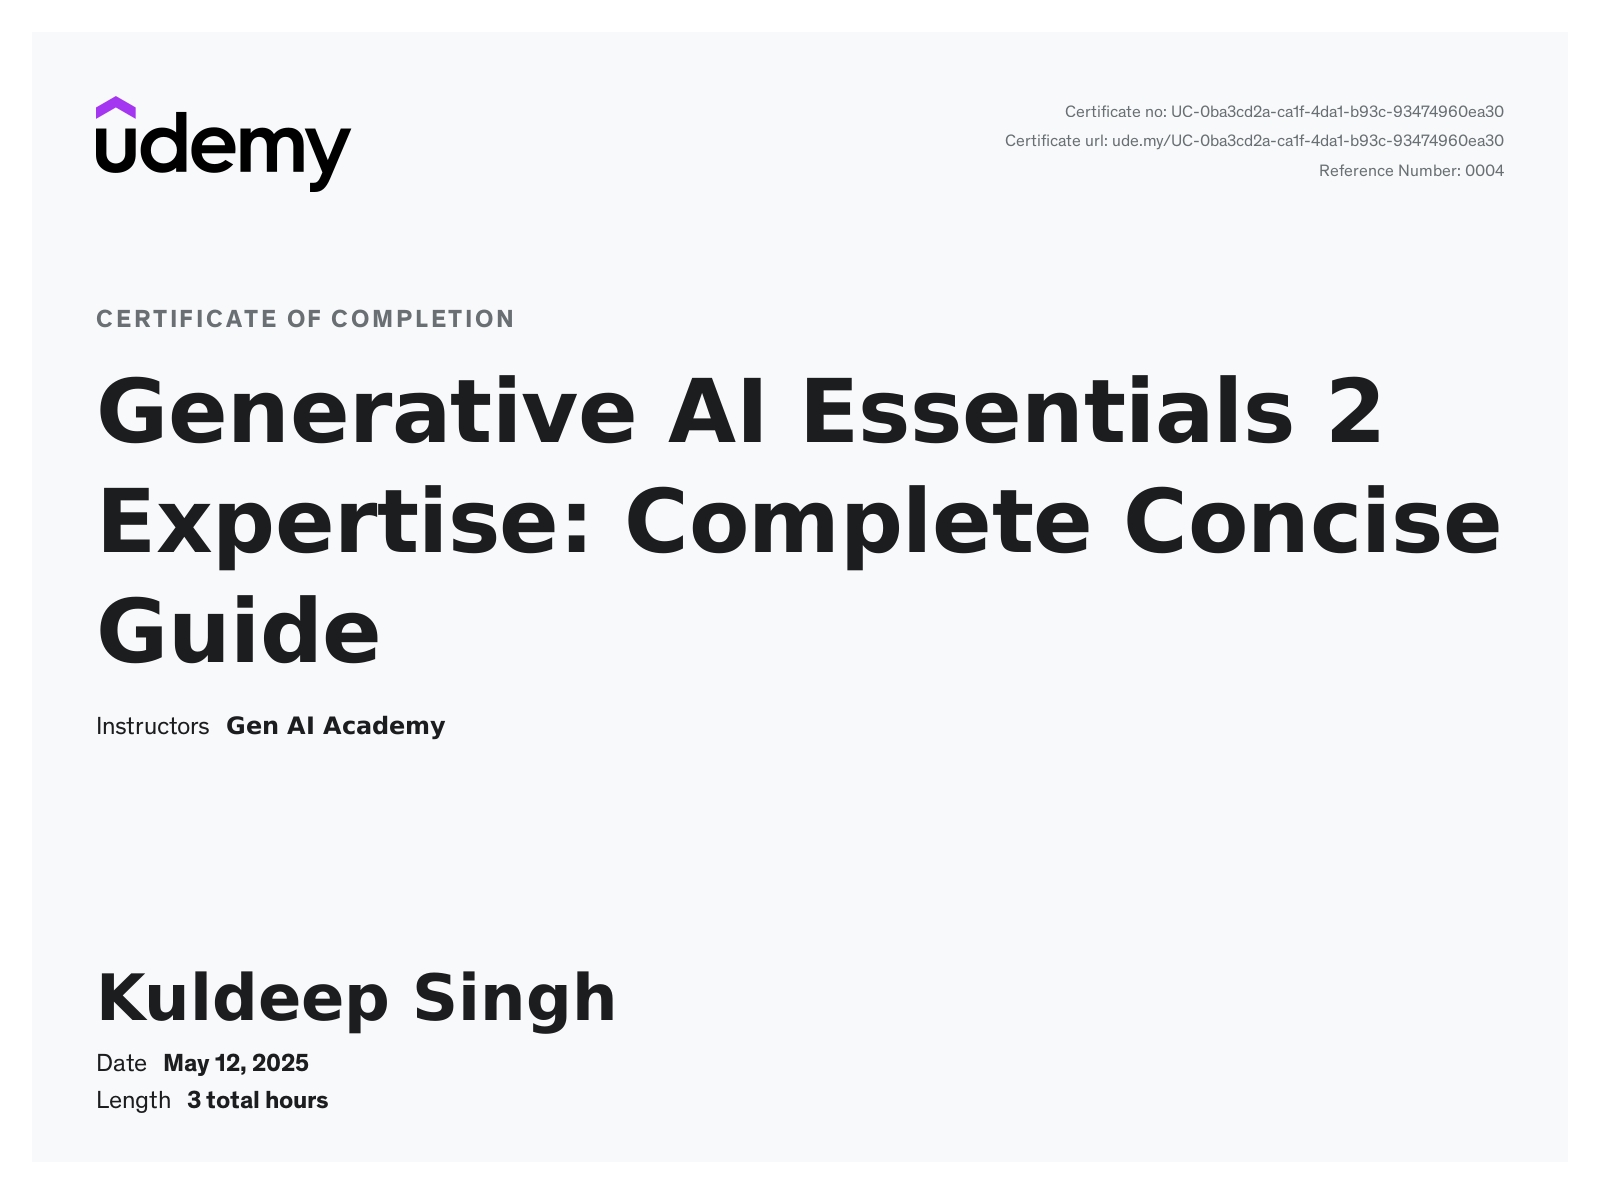 udemy
Certificate no: UC-0ba3cd2a-ca1f-4da1-b93c-93474960ea30
Certificate url: ude.my/UC-0ba3cd2a-ca1f-4da1-b93c-93474960ea30
Reference Number: 0004
CERTIFICATE OF COMPLETION
Generative AI Essentials 2
Expertise: Complete Concise
Guide
Instructors Gen AI Academy
Kuldeep Singh
Date May 12, 2025
Length 3 total hours